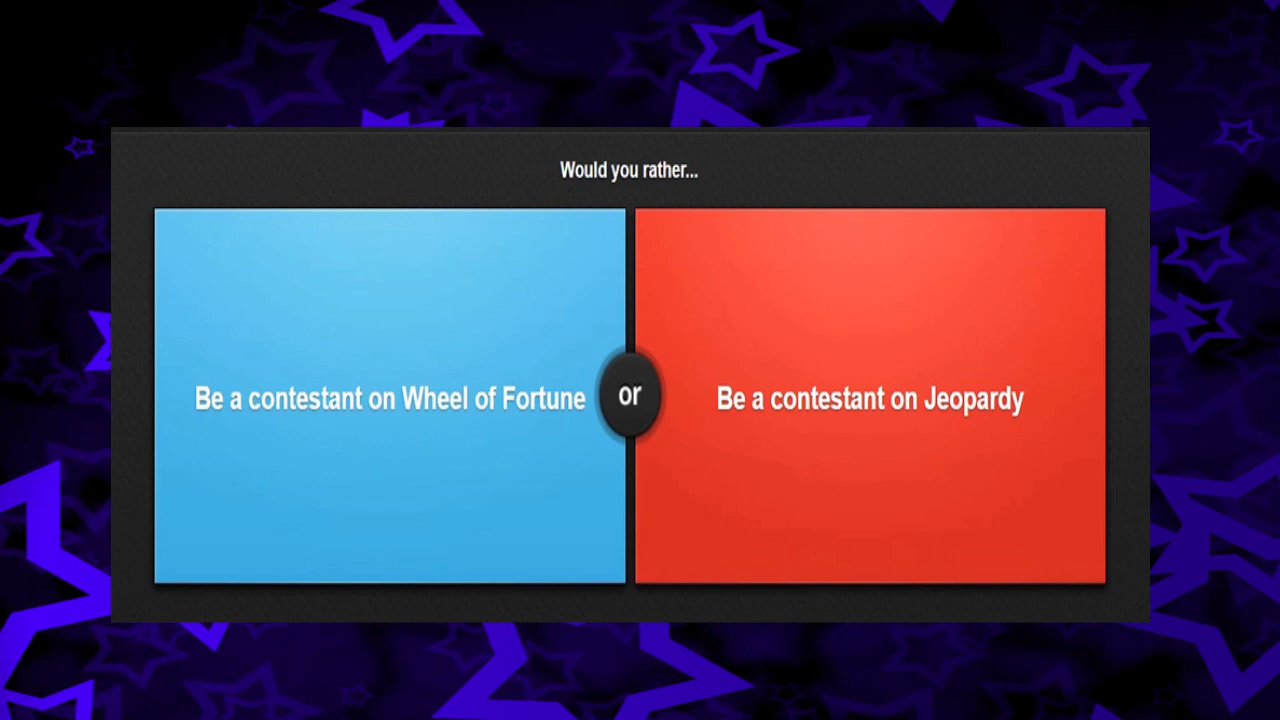 Would you rather...
Be a contestant on Wheel of Fortune
or
Be a contestant on Jeopardy